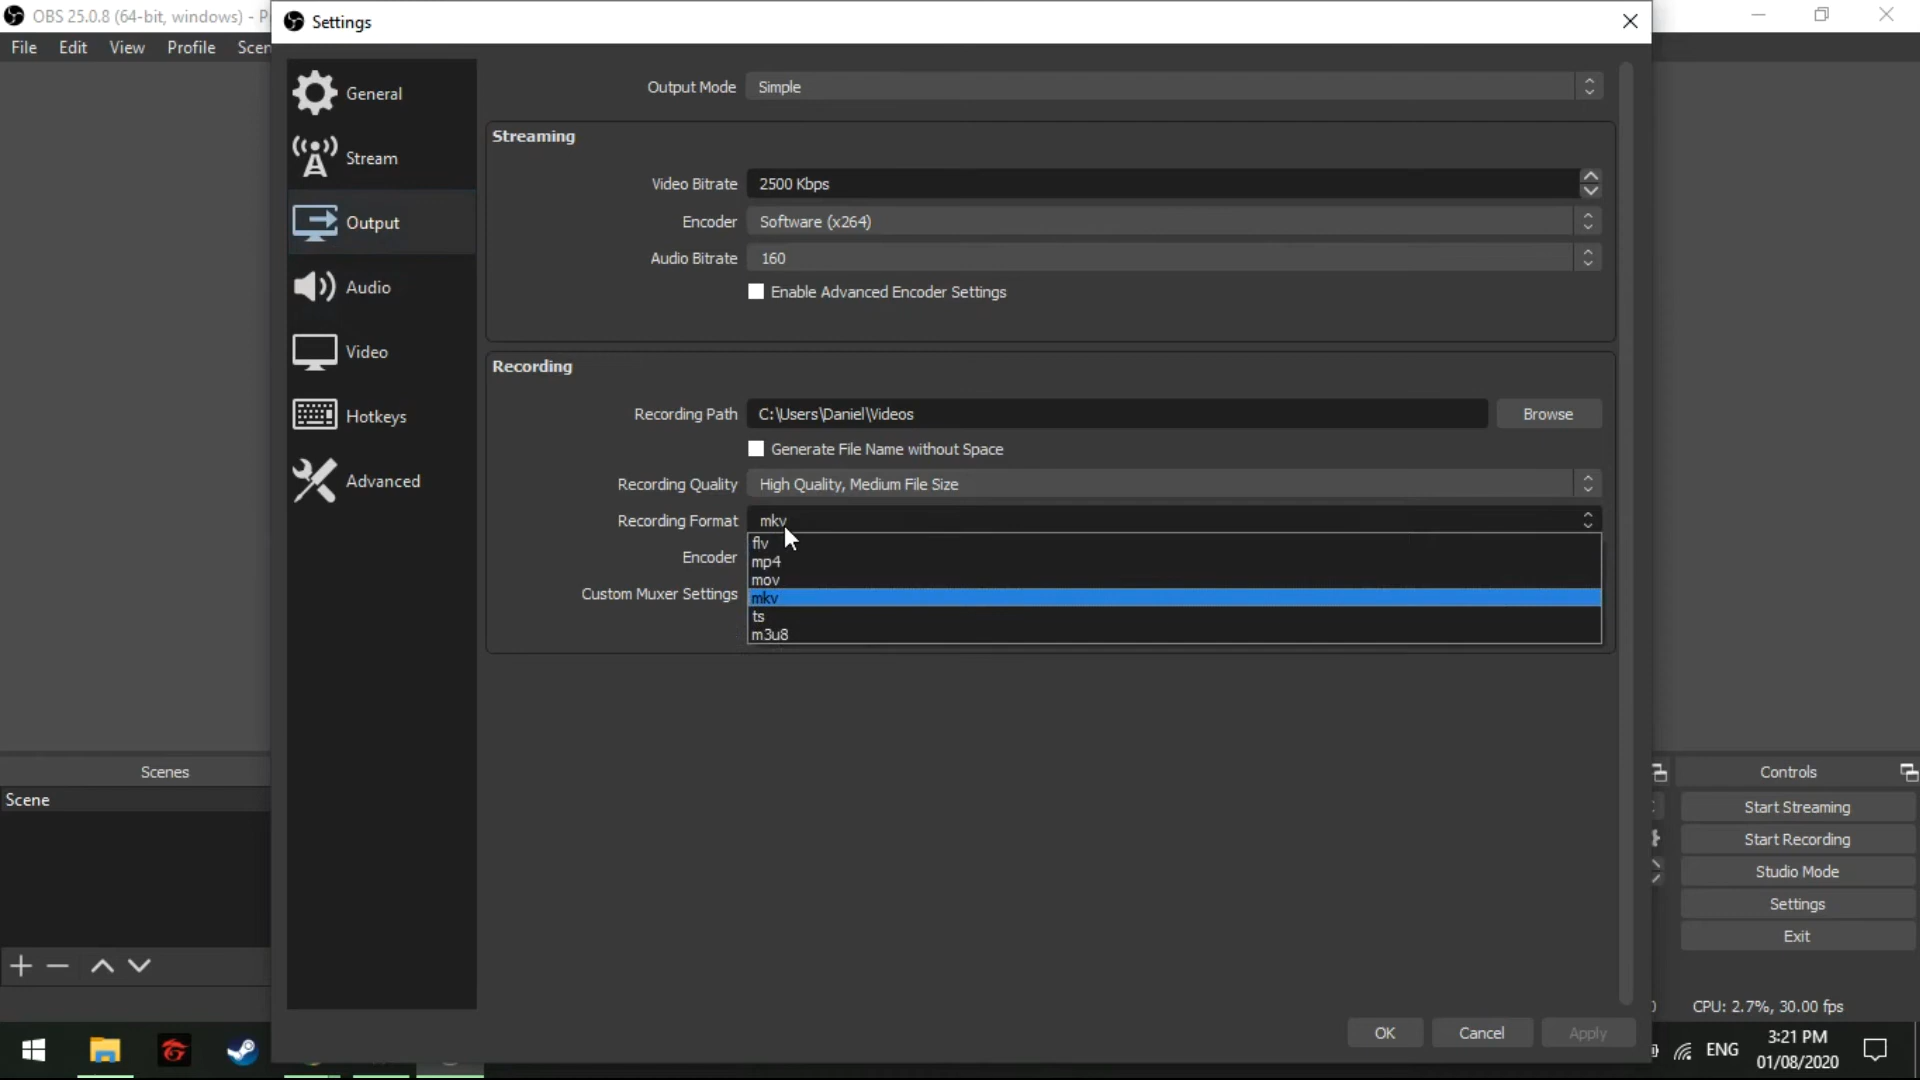 OBS 25.0.8 (64-bit, windows) - P
Settings
File Edit View Profile Scen
General
Stream
Output
Audio
Video
Hotkeys
Advanced
Output Mode Simple
Streaming
Video Bitrate 2500 Kbps
Encoder Software (x264)
Audio Bitrate 160
Enable Advanced Encoder Settings
Recording
Recording Path C:\Users\Daniel\Videos Browse
Generate File Name without Space
Recording Quality High Quality, Medium File Size
Recording Format mkv
flv
Encoder mp4
mov
Custom Muxer Settings mkv
ts
m3u8
Scenes
Scene
Controls
Start Streaming
Start Recording
Studio Mode
Settings
Exit
OK Cancel Apply
CPU: 2.7%, 30.00 fps
ENG
3:21 PM
01/08/2020